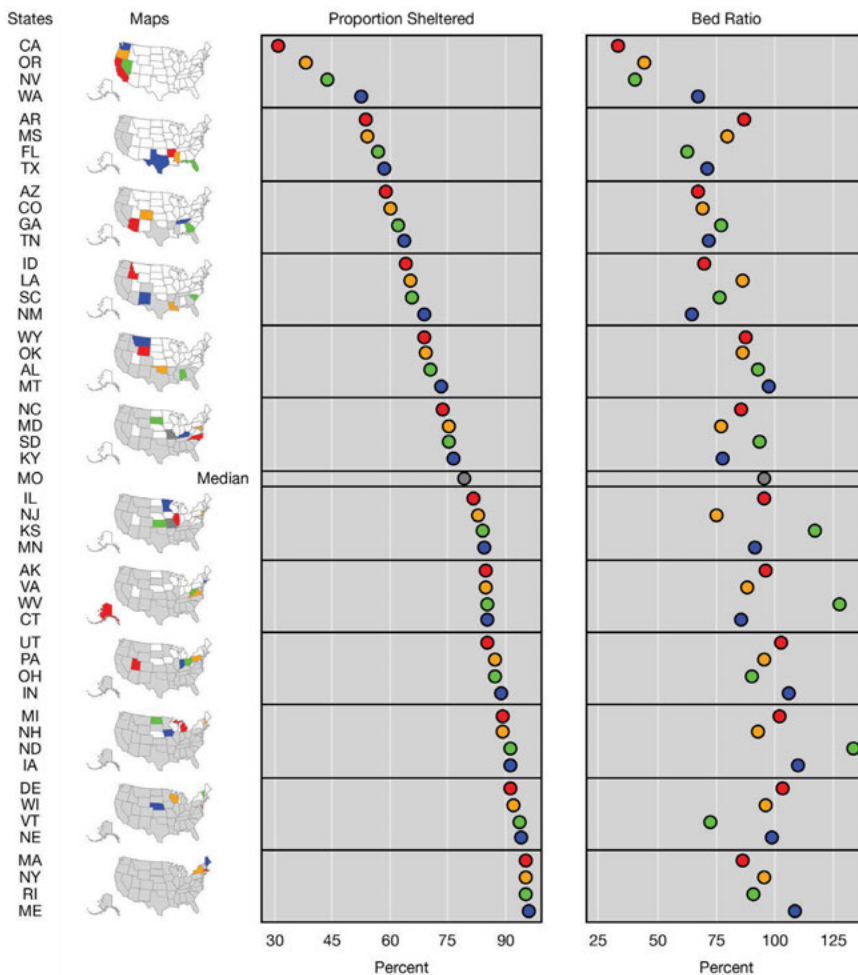 States Maps Proportion Sheltered Bed Ratio
CA
OR
NV
WA
AR
MS
FL
TX
AZ
CO
GA
TN
ID
LA
SC
NM
WY
OK
AL
MT
NC
MD
SD
KY
MO Median
IL
NJ
KS
MN
AK
VA
WV
CT
UT
PA
OH
IN
MI
NH
ND
IA
DE
WI
VT
NE
MA
NY
RI
ME
30 45 60 75 90 25 50 75 100 125
Percent Percent